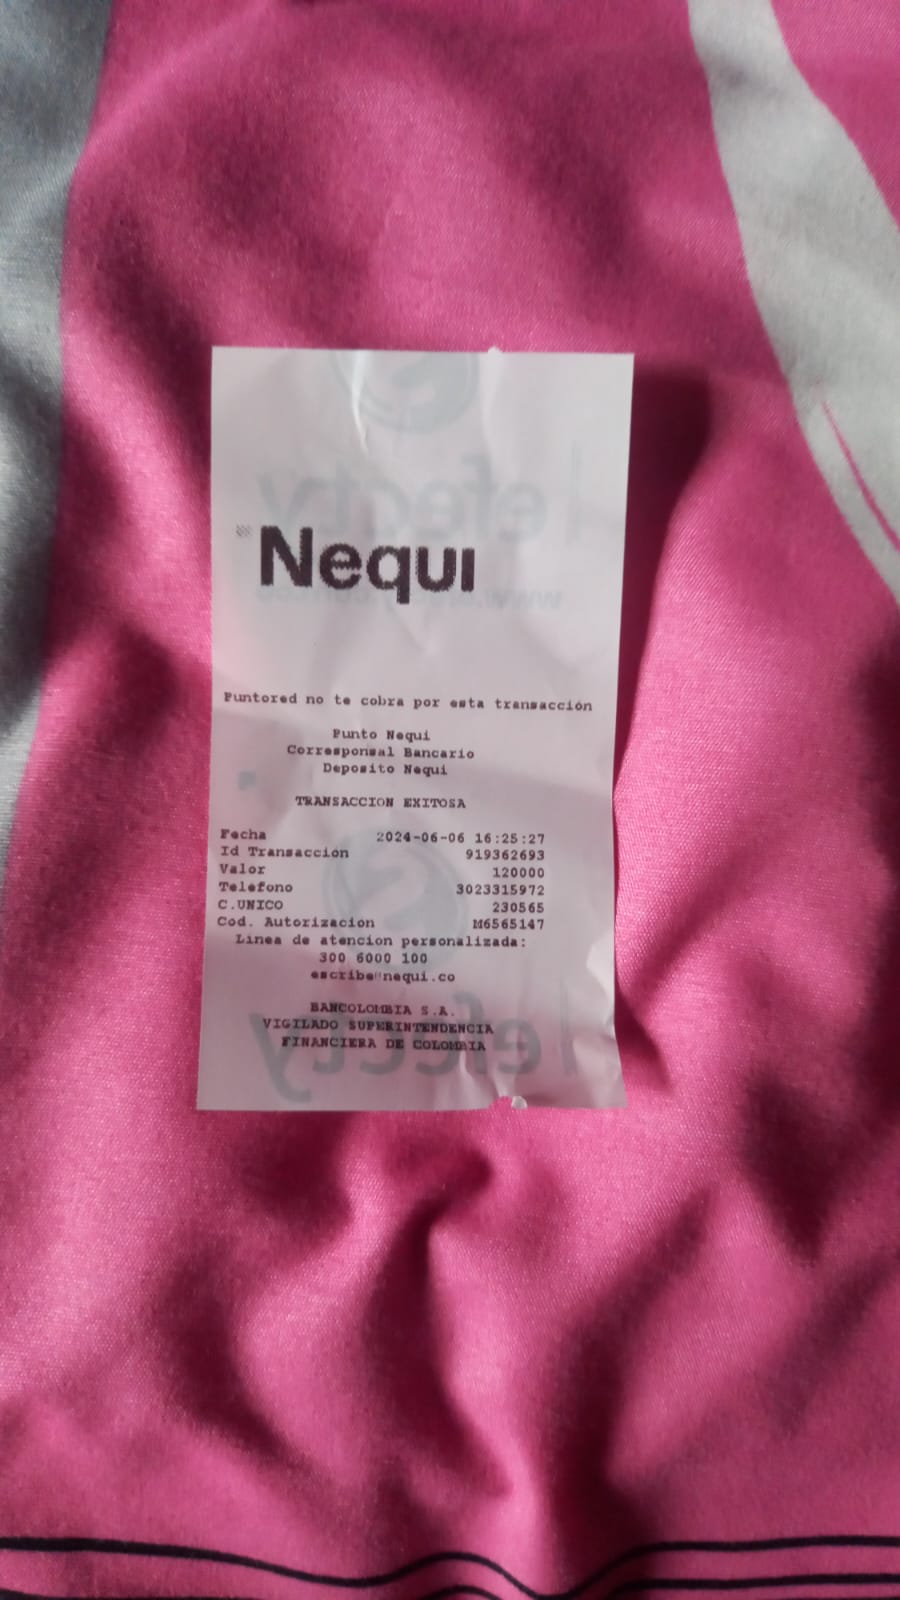 Nequi
Puntored no te cobra por esta transacción
Punto Nequi
Corresponsal Bancario
Deposito Nequi
TRANSACCION EXITOSA
Fecha 2024-06-06 16:25:27
Id Transaccion 919362693
Valor 120000
Telefono 3023315972
C.UNICO 230565
Cod. Autorizacion M6565147
Linea de atencion personalizada:
300 6000 100
escribe@nequi.co
BANCOLOMBIA S.A.
VIGILADO SUPERINTENDENCIA
FINANCIERA DE COLOMBIA
efecty
efecty